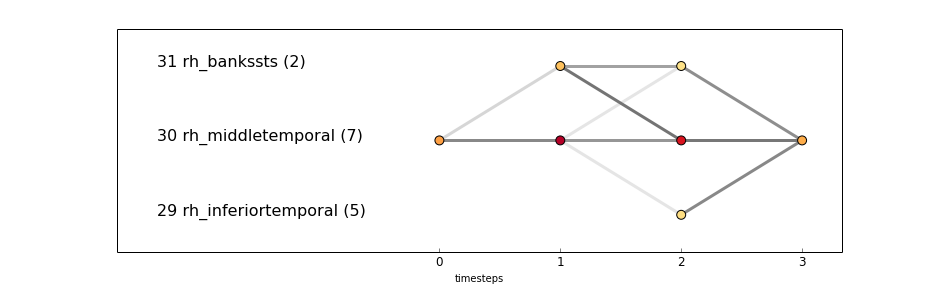 31 rh_bankssts (2)
30 rh_middletemporal (7)
29 rh_inferiortemporal (5)
0 1 2 3
timesteps